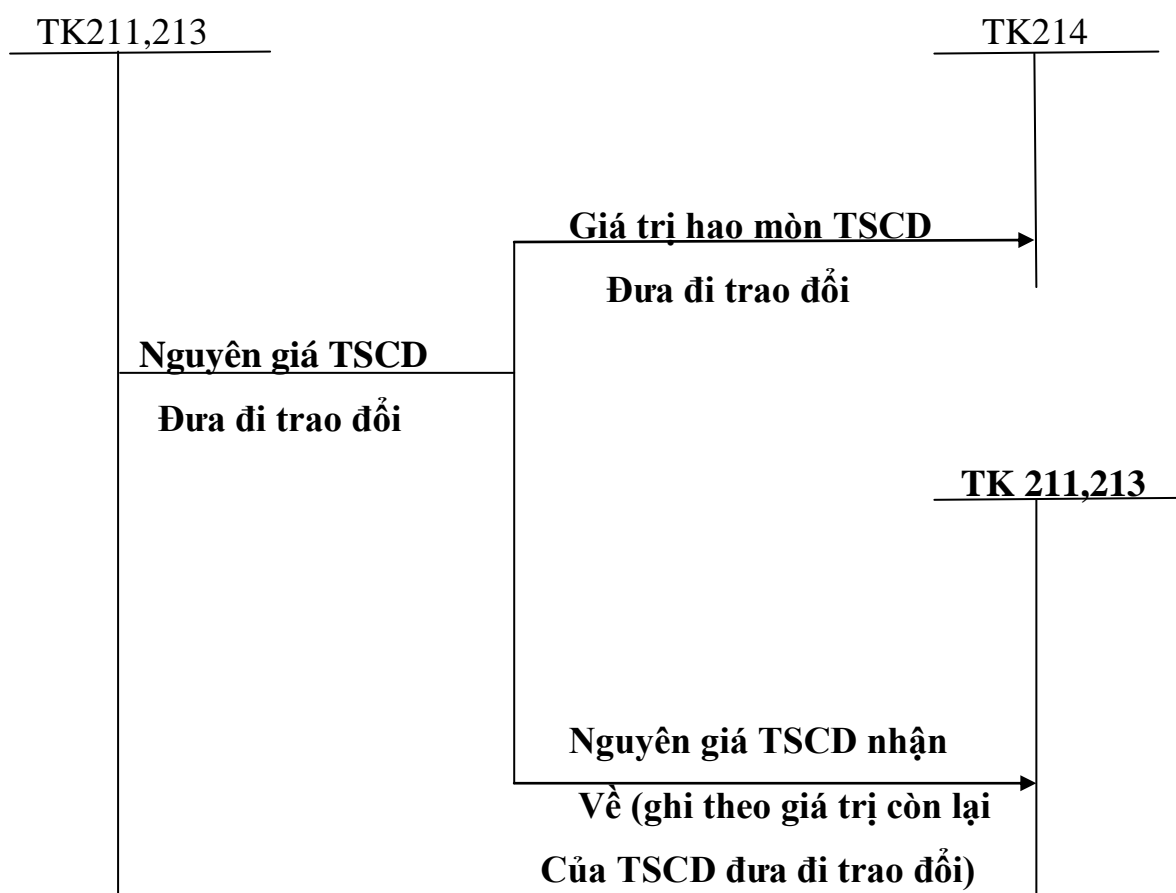 TK211,213
TK214
Giá trị hao mòn TSCD
Đưa đi trao đổi
Nguyên giá TSCD
Đưa đi trao đổi
TK 211,213
Nguyên giá TSCD nhận
Về (ghi theo giá trị còn lại
Của TSCD đưa đi trao đổi)